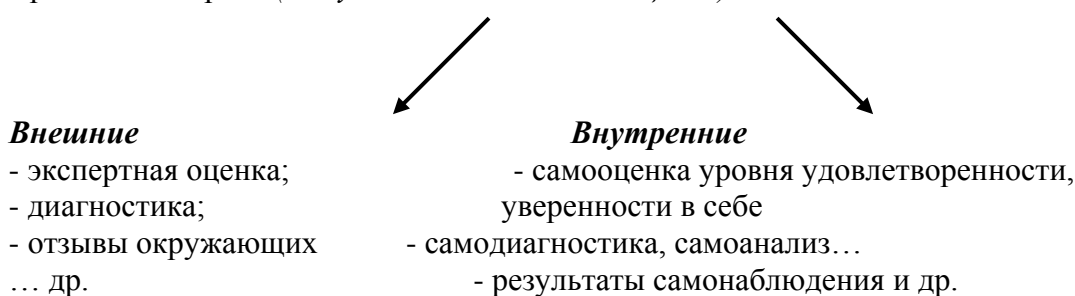 Внешние Внутренние
- экспертная оценка; - самооценка уровня удовлетворенности,
- диагностика; уверенности в себе
- отзывы окружающих - самодиагностика, самоанализ…
… др. - результаты самонаблюдения и др.